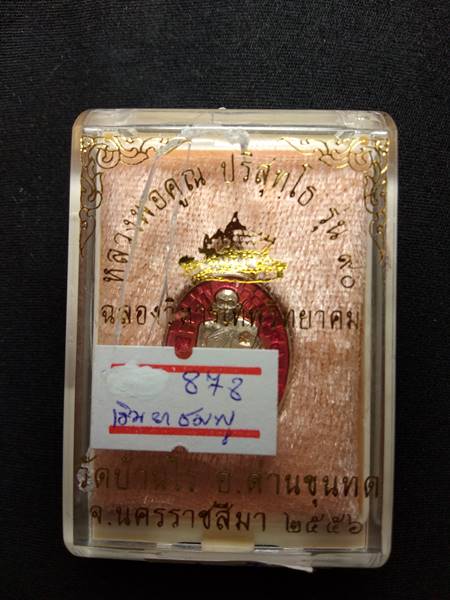 หลวงพ่อคูณ ปริสุทฺโธ รุ่น ๙๐
ฉลองวิหารเทพวิทยาคม
878
เงินยาชมพู
วัดบ้านไร่ อ.ด่านขุนทด
จ.นครราชสีมา ๒๕๕๖